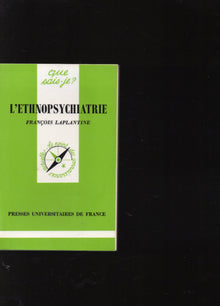 que
sais-je?
L'ETHNOPSYCHIATRIE
FRANÇOIS LAPLANTINE
PRESSES UNIVERSITAIRES DE FRANCE